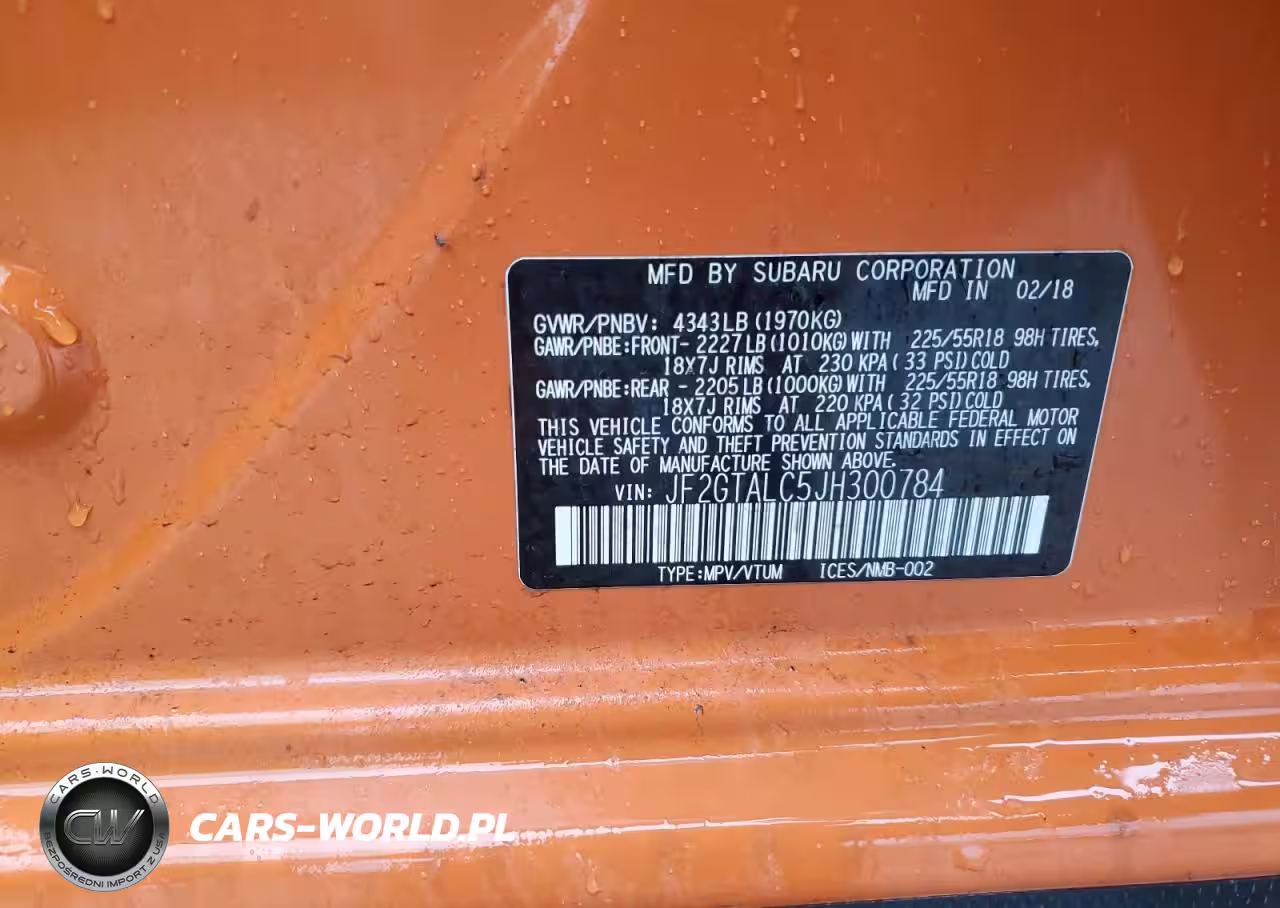 MFD BY SUBARU CORPORATION
MFD IN 02/18
GVWR/PNBV: 4343LB (1970KG)
GAWR/PNBE:FRONT- 2227LB (1010KG) WITH 225/55R18 98H TIRES,
18X7J RIMS AT 230 KPA ( 33 PSI) COLD
GAWR/PNBE:REAR - 2205LB (1000KG) WITH 225/55R18 98H TIRES,
18X7J RIMS AT 220 KPA ( 32 PSI) COLD
THIS VEHICLE CONFORMS TO ALL APPLICABLE FEDERAL MOTOR
VEHICLE SAFETY AND THEFT PREVENTION STANDARDS IN EFFECT ON
THE DATE OF MANUFACTURE SHOWN ABOVE.
VIN: JF2GTALC5JH300784
TYPE:MPV/VTUM ICES/NMB-002
CARS·WORLD
CW
BEZPOŚREDNI IMPORT Z USA
CARS-WORLD.PL